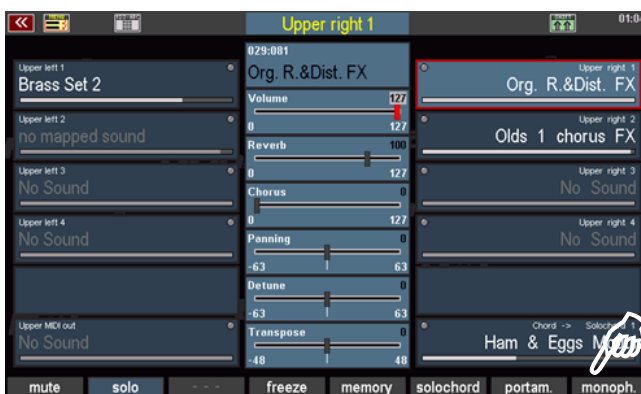 Upper right 1
01:0
Upper left 1
Brass Set 2
Upper left 2
no mapped sound
Upper left 3
No Sound
Upper left 4
No Sound
Upper MIDI out
No Sound
029:081
Org. R.&Dist. FX
Volume 127
0 127
Reverb 100
0 127
Chorus 0
0 127
Panning 0
-63 63
Detune 0
-63 63
Transpose 0
-48 48
Upper right 1
Org. R.&Dist. FX
Upper right 2
Olds 1 chorus FX
Upper right 3
No Sound
Upper right 4
No Sound
Chord -> Solochord 1
Ham & Eggs
mute solo - - - freeze memory solochord portam. monoph.